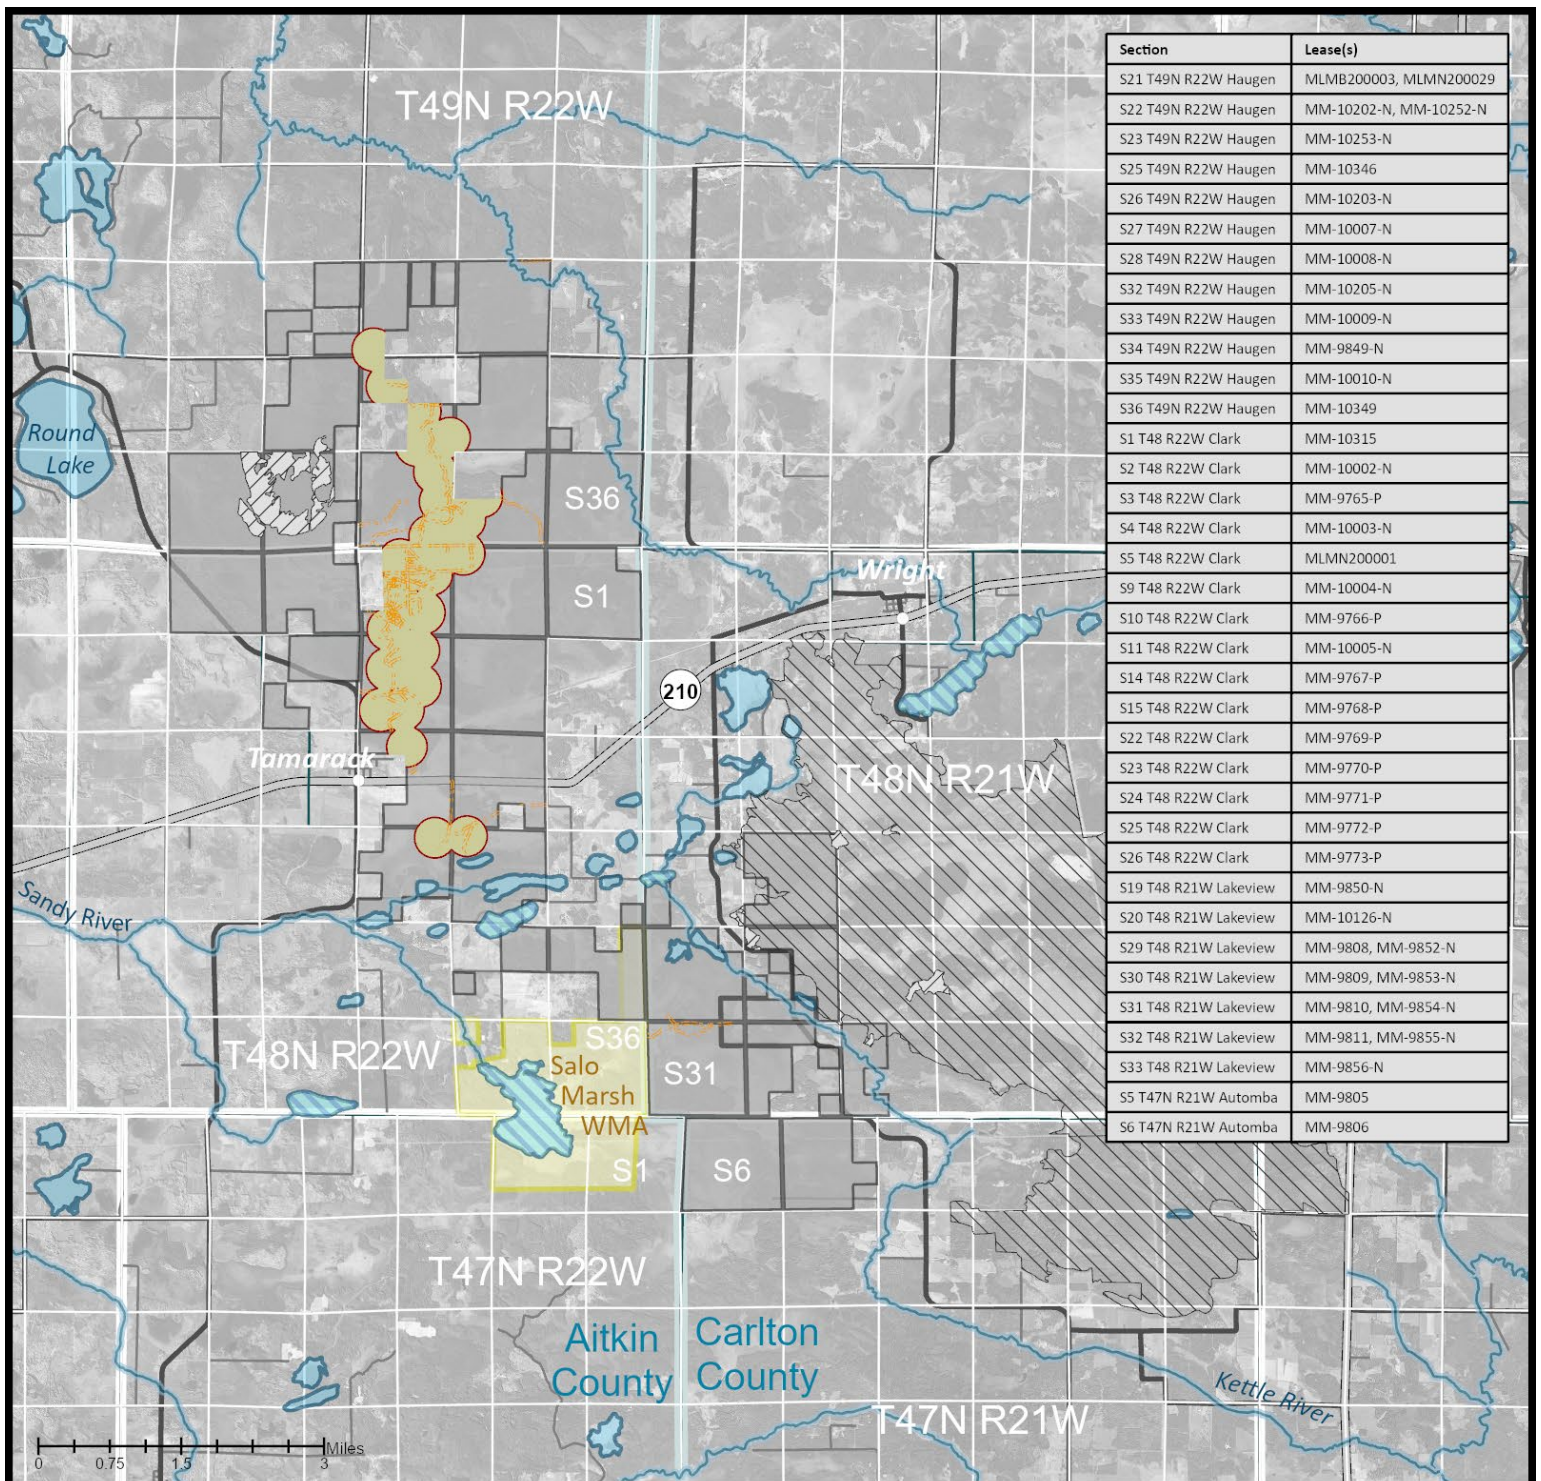 Section Lease(s)
S21 T49N R22W Haugen MLMB200003, MLMN200029
S22 T49N R22W Haugen MM-10202-N, MM-10252-N
S23 T49N R22W Haugen MM-10253-N
S25 T49N R22W Haugen MM-10346
S26 T49N R22W Haugen MM-10203-N
S27 T49N R22W Haugen MM-10007-N
S28 T49N R22W Haugen MM-10008-N
S32 T49N R22W Haugen MM-10205-N
S33 T49N R22W Haugen MM-10009-N
S34 T49N R22W Haugen MM-9849-N
S35 T49N R22W Haugen MM-10010-N
S36 T49N R22W Haugen MM-10349
S1 T48 R22W Clark MM-10315
S2 T48 R22W Clark MM-10002-N
S3 T48 R22W Clark MM-9765-P
S4 T48 R22W Clark MM-10003-N
S5 T48 R22W Clark MLMN200001
S9 T48 R22W Clark MM-10004-N
S10 T48 R22W Clark MM-9766-P
S11 T48 R22W Clark MM-10005-N
S14 T48 R22W Clark MM-9767-P
S15 T48 R22W Clark MM-9768-P
S22 T48 R22W Clark MM-9769-P
S23 T48 R22W Clark MM-9770-P
S24 T48 R22W Clark MM-9771-P
S25 T48 R22W Clark MM-9772-P
S26 T48 R22W Clark MM-9773-P
S19 T48 R21W Lakeview MM-9850-N
S20 T48 R21W Lakeview MM-10126-N
S29 T48 R21W Lakeview MM-9808, MM-9852-N
S30 T48 R21W Lakeview MM-9809, MM-9853-N
S31 T48 R21W Lakeview MM-9810, MM-9854-N
S32 T48 R21W Lakeview MM-9811, MM-9855-N
S33 T48 R21W Lakeview MM-9856-N
S5 T47N R21W Automba MM-9805
S6 T47N R21W Automba MM-9806
T49N R22W
Round
Lake
S36
Wright
S1
210
Tamarack
T48N R21W
Sandy River
T48N R22W
S36
Salo
Marsh
WMA
S31
S1
S6
T47N R22W
Aitkin
County
Carlton
County
Kettle River
T47N R21W
Miles
0 0.75 1.5 3